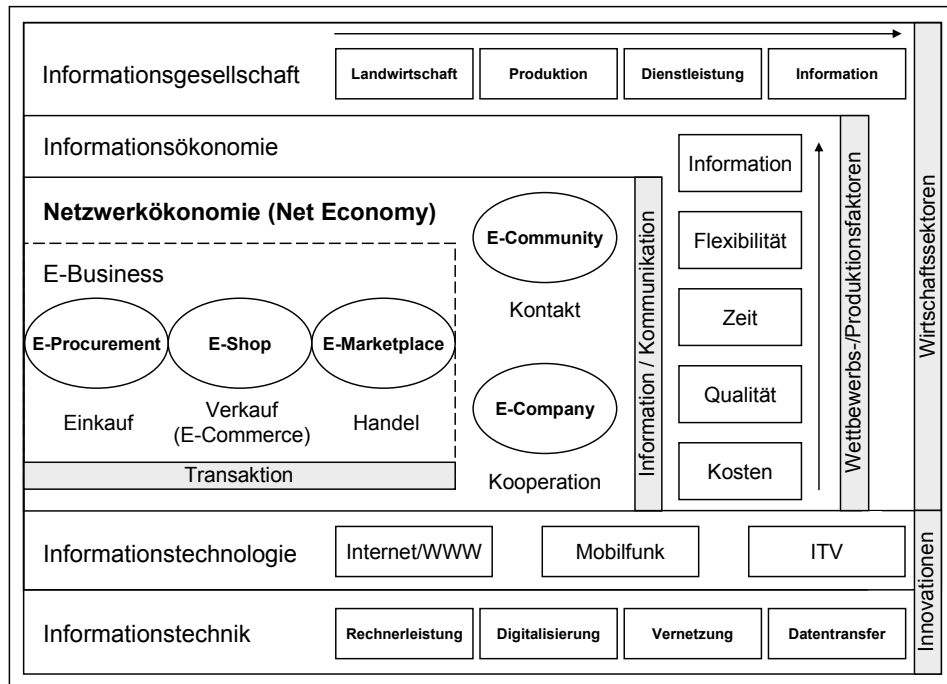 Informationsgesellschaft
Landwirtschaft
Produktion
Dienstleistung
Information
Wirtschaftssektoren
Informationsökonomie
Information
Flexibilität
Zeit
Qualität
Kosten
Wettbewerbs-/Produktionsfaktoren
Netzwerkökonomie (Net Economy)
E-Business
E-Procurement
E-Shop
E-Marketplace
Einkauf
Verkauf
(E-Commerce)
Handel
Transaktion
E-Community
Kontakt
E-Company
Kooperation
Information / Kommunikation
Informationstechnologie
Internet/WWW
Mobilfunk
ITV
Innovationen
Informationstechnik
Rechnerleistung
Digitalisierung
Vernetzung
Datentransfer